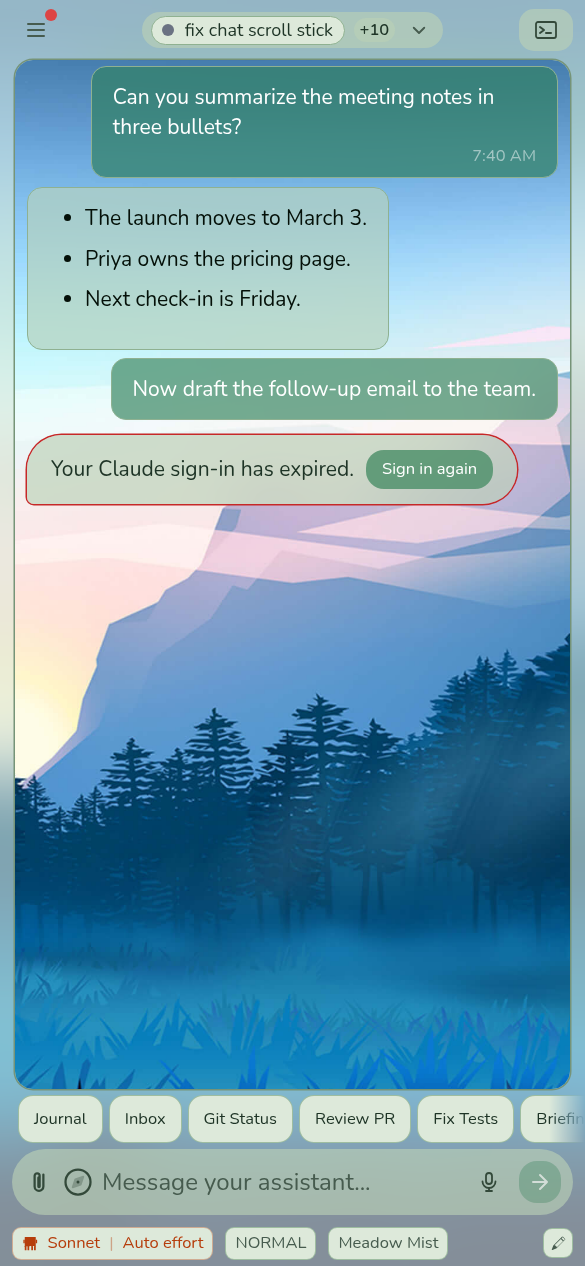 fix chat scroll stick +10
Can you summarize the meeting notes in
three bullets?
7:40 AM
The launch moves to March 3.
Priya owns the pricing page.
Next check-in is Friday.
Now draft the follow-up email to the team.
Your Claude sign-in has expired. Sign in again
Journal Inbox Git Status Review PR Fix Tests
Message your assistant...
Sonnet | Auto effort NORMAL Meadow Mist